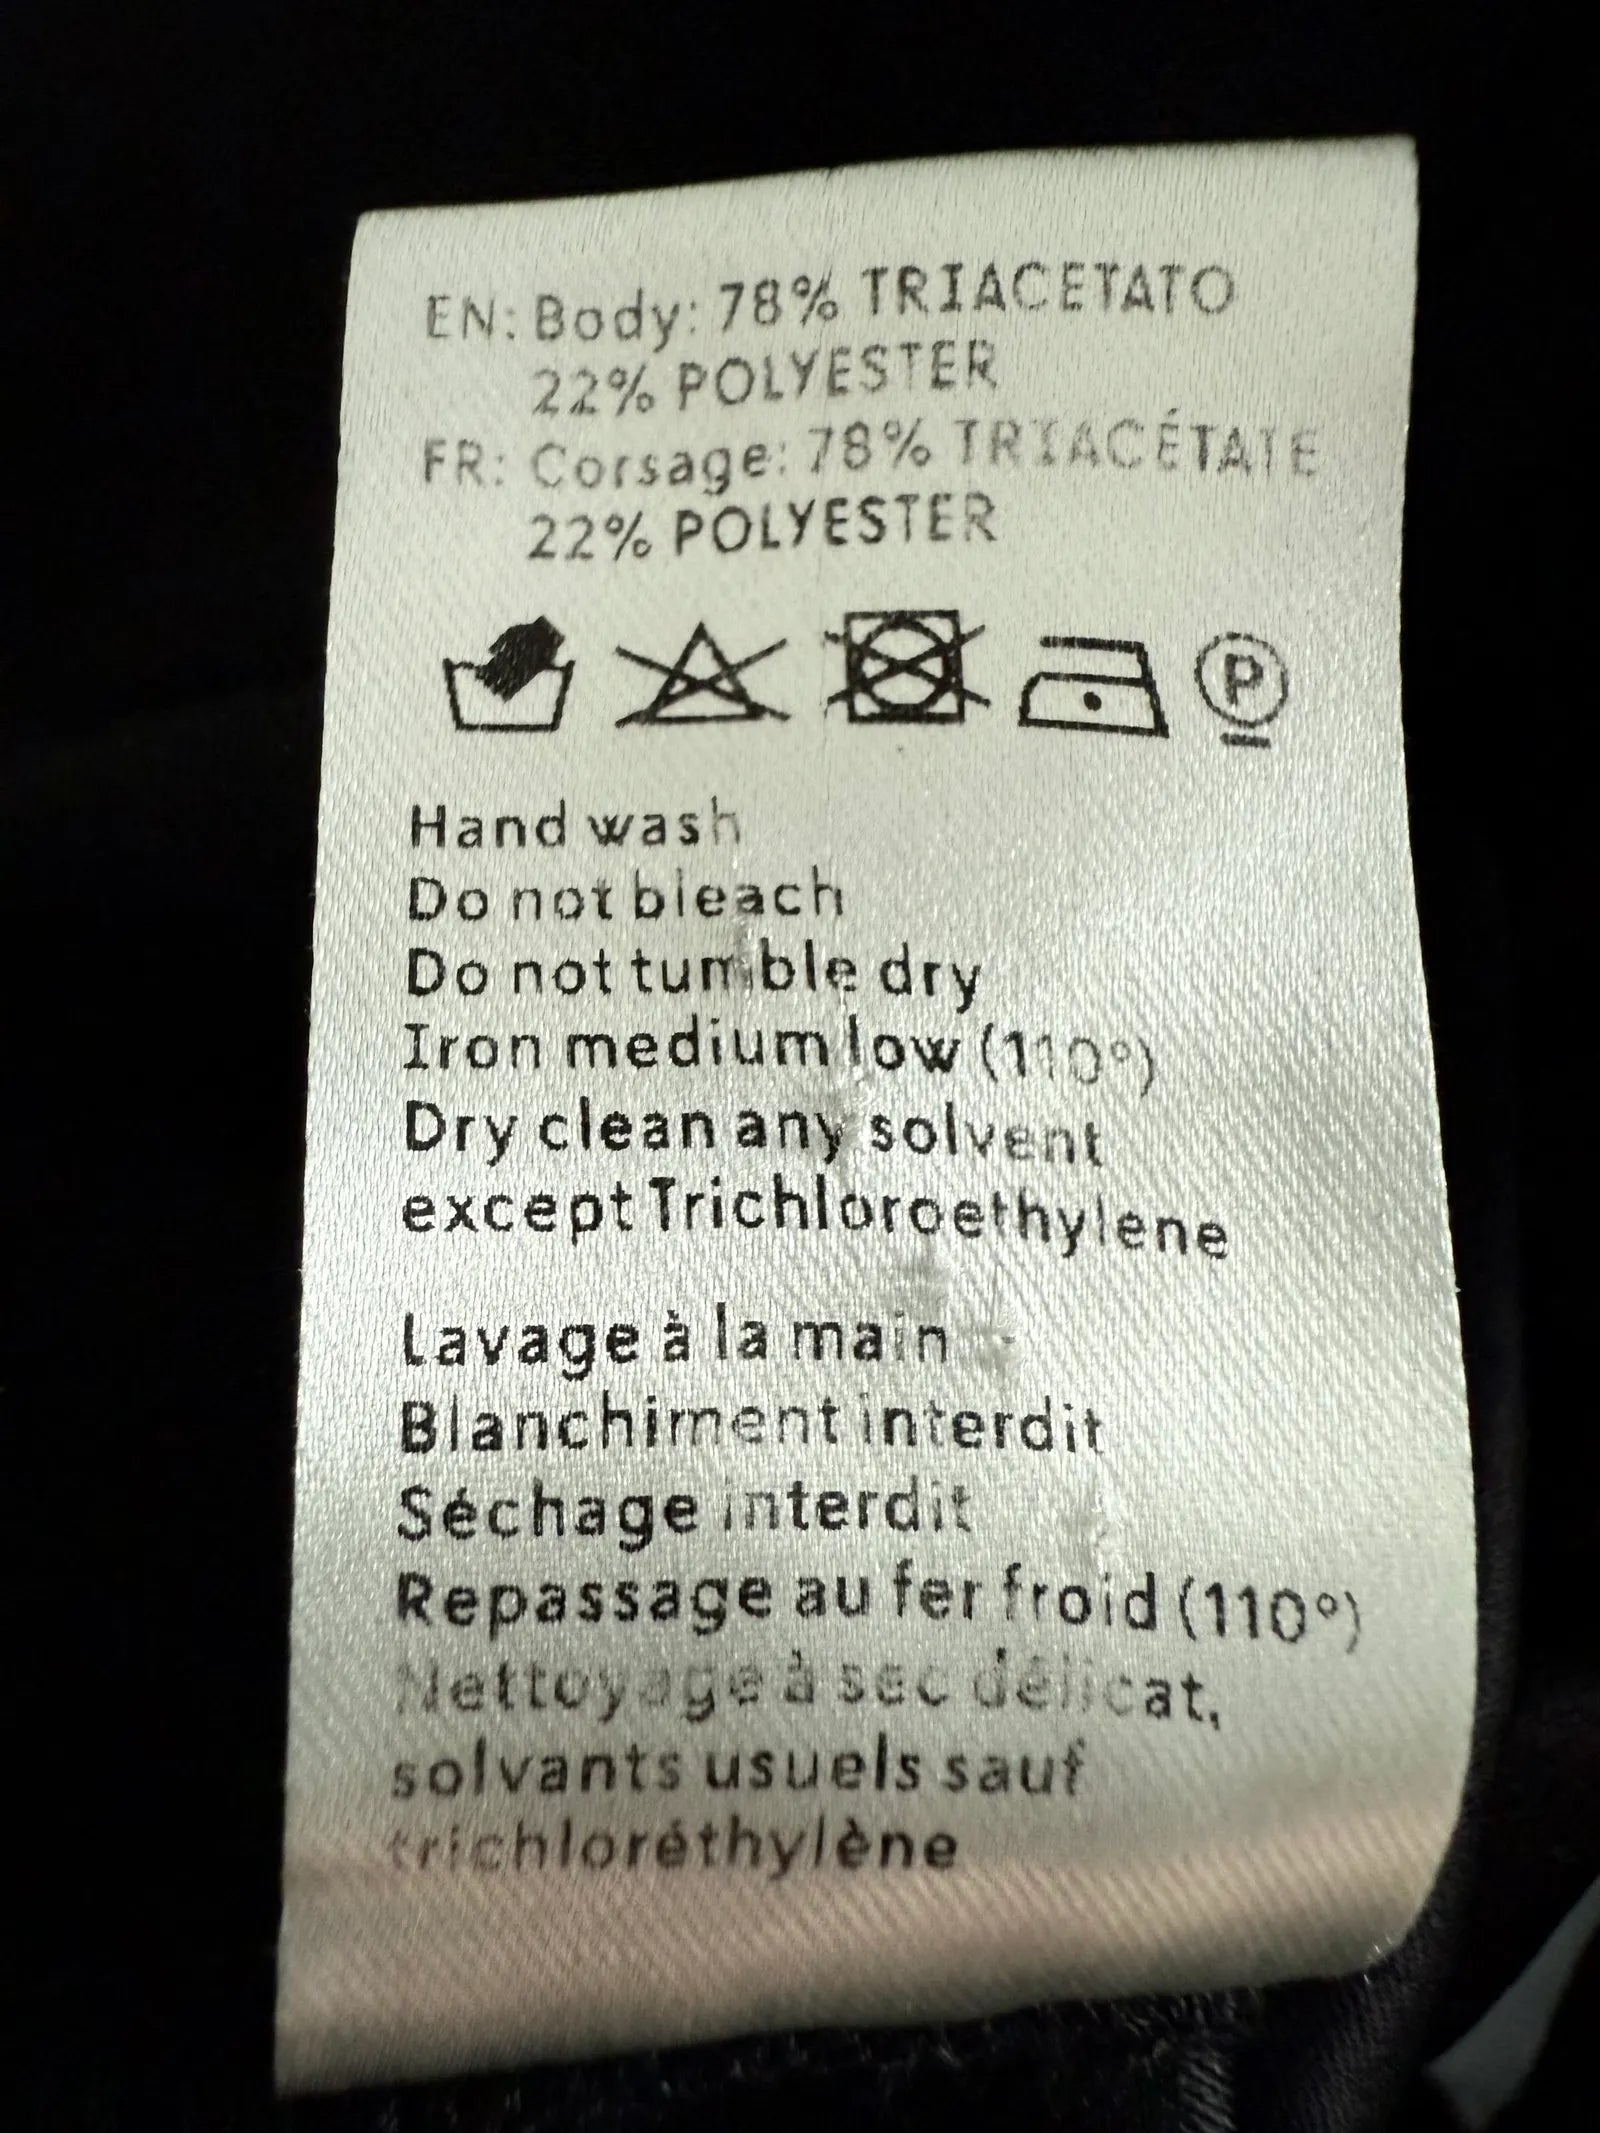 EN: Body: 78% TRIACETATO
22% POLYESTER
FR: Corsage: 78% TRIACÉTATE
22% POLYESTER
P
Hand wash
Do not bleach
Do not tumble dry
Iron medium low (110°)
Dry clean any solvent
except Trichloroethylene
Lavage à la main
Blanchiment interdit
Séchage interdit
Repassage au fer froid (110°)
Nettoyage à sec délicat,
solvants usuels sauf
trichloréthylène